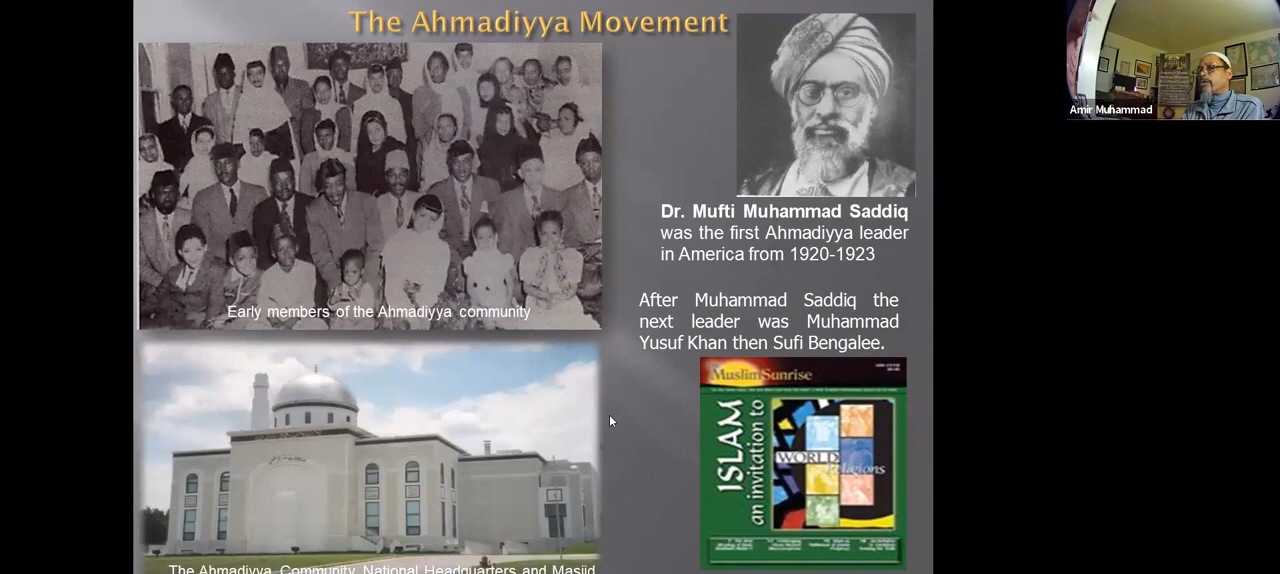 The Ahmadiyya Movement
Amir Muhammad
Early members of the Ahmadiyya community
Dr. Mufti Muhammad Saddiq
was the first Ahmadiyya leader
in America from 1920-1923
After Muhammad Saddiq the
next leader was Muhammad
Yusuf Khan then Sufi Bengalee.
MuslimSunrise
ISLAM
an invitation to
WORLD
Religions
The Ahmadiyya Community National Headquarters and Masjid